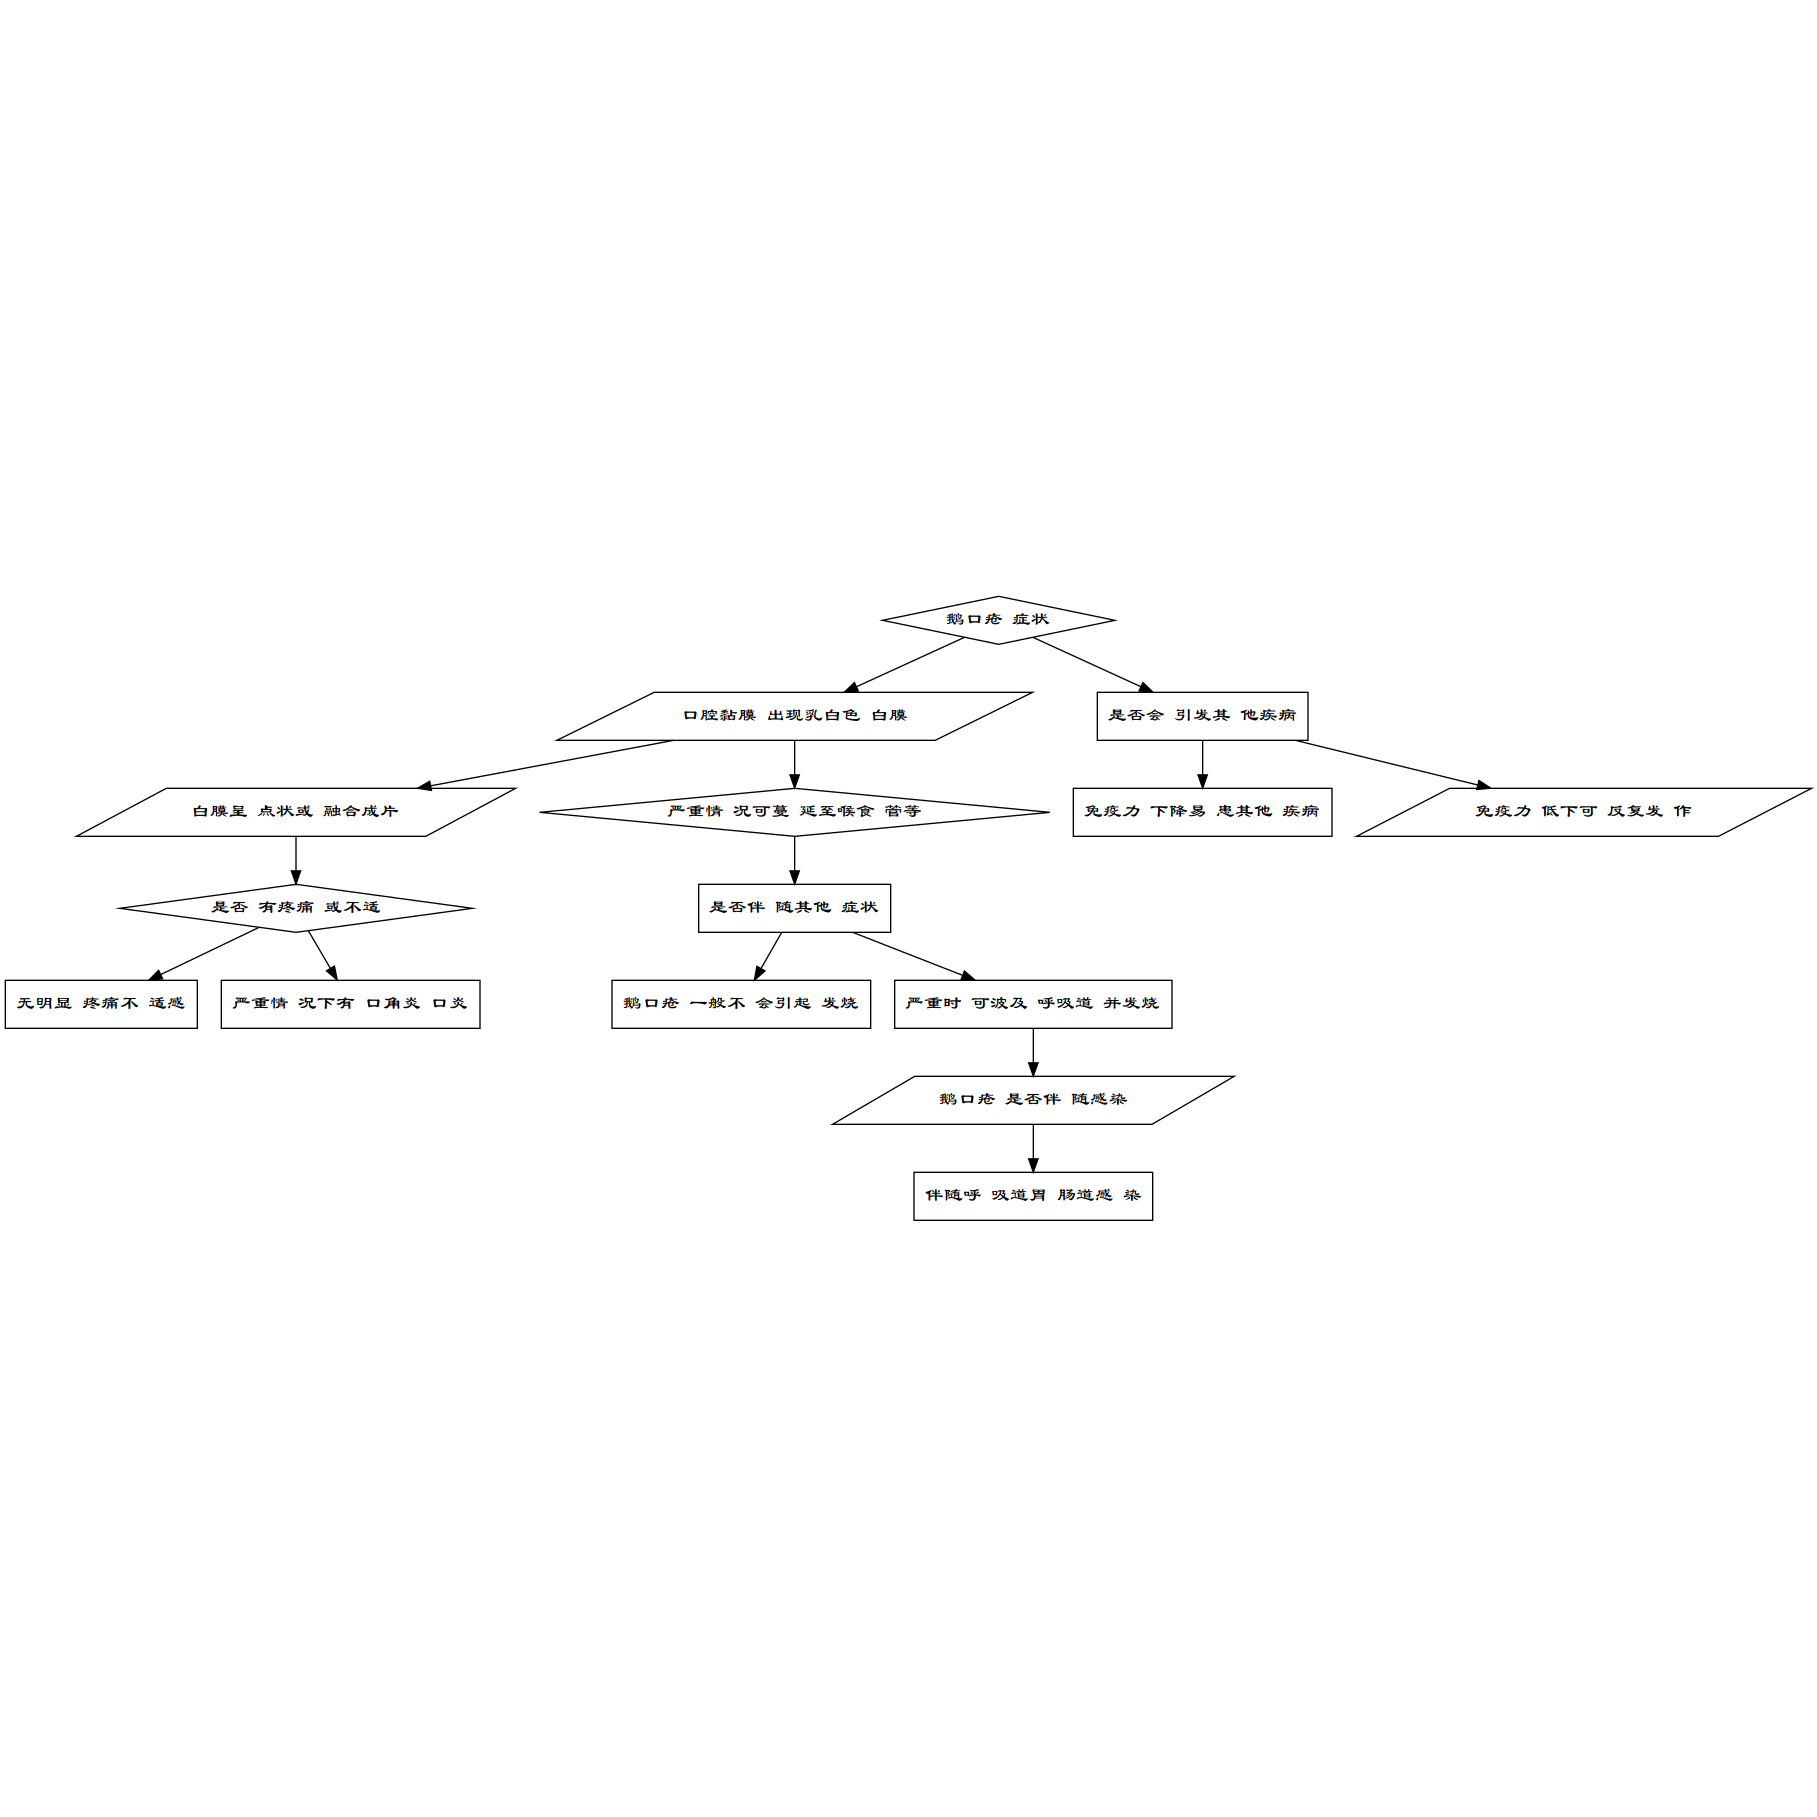 鹅口疮 症状
口腔黏膜 出现乳白色 白膜
是否会 引发其 他疾病
白膜呈 点状或 融合成片
严重情 况可蔓 延至喉食 管等
免疫力 下降易 患其他 疾病
免疫力 低下可 反复发 作
是否 有疼痛 或不适
是否伴 随其他 症状
无明显 疼痛不 适感
严重情 况下有 口角炎 口炎
鹅口疮 一般不 会引起 发烧
严重时 可波及 呼吸道 并发烧
鹅口疮 是否伴 随感染
伴随呼 吸道胃 肠道感 染